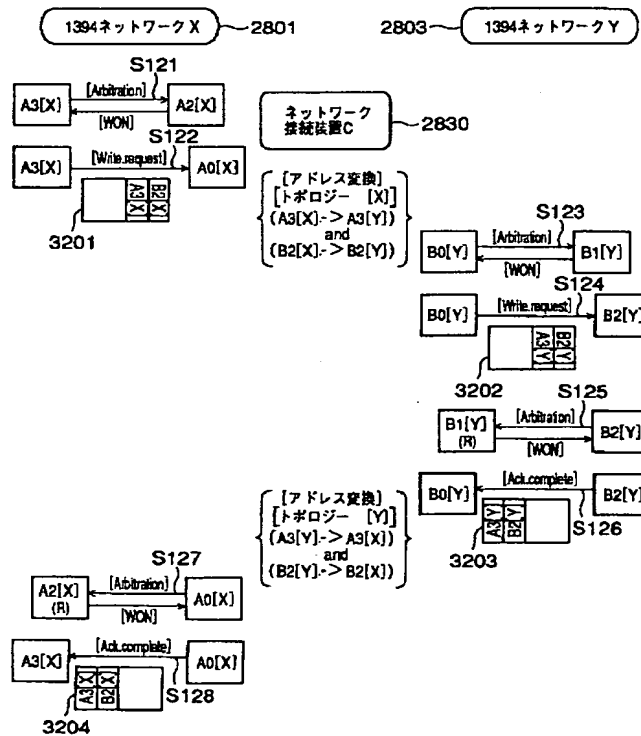 1394ネットワーク X
2801
2803
1394ネットワーク Y
S121
A3[X]
[Arbitration]
[WON]
A2[X]
ネットワーク
接続装置C
2830
S122
A3[X]
[Write.request]
A0[X]
A3[X]
B2[X]
3201
[アドレス変換]
[トポロジー [X]]
(A3[X].-> A3[Y])
and
(B2[X].-> B2[Y])
S123
B0[Y]
[Arbitration]
[WON]
B1[Y]
S124
B0[Y]
[Write.request]
B2[Y]
A3[Y]
B2[Y]
3202
S125
B1[Y]
(R)
[Arbitration]
[WON]
B2[Y]
B0[Y]
[Ack.complete]
B2[Y]
S126
A3[Y]
B2[Y]
3203
[アドレス変換]
[トポロジー [Y]]
(A3[Y].-> A3[X])
and
(B2[Y].-> B2[X])
S127
A2[X]
(R)
[Arbitration]
[WON]
A0[X]
A3[X]
[Ack.complete]
A0[X]
S128
A3[X]
B2[X]
3204